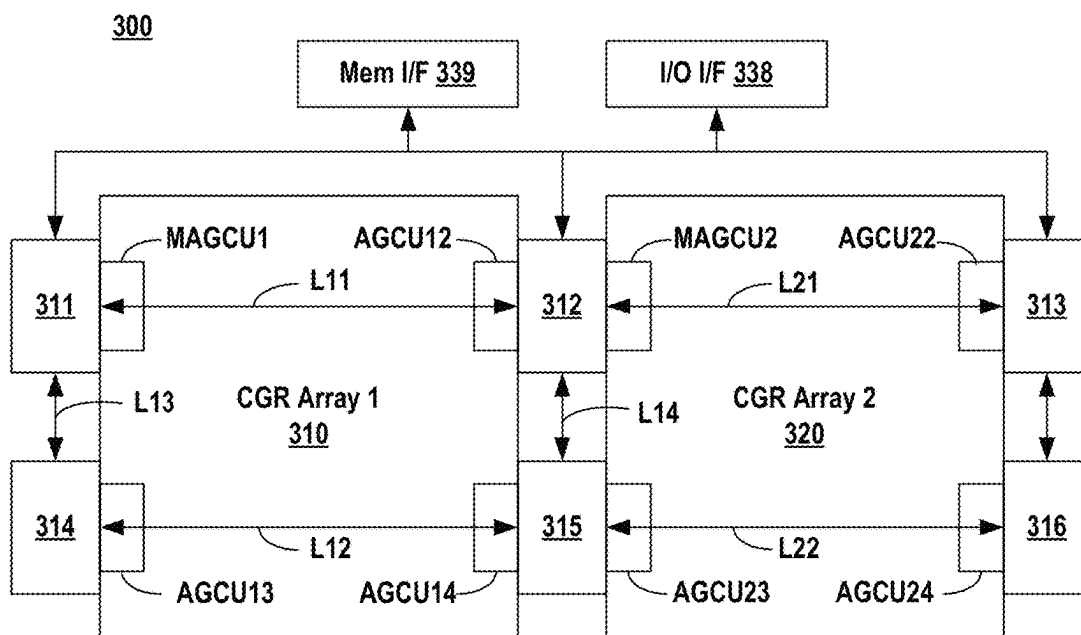 300
Mem I/F 339
I/O I/F 338
MAGCU1
AGCU12
MAGCU2
AGCU22
311
L11
312
L21
313
L13
CGR Array 1
310
L14
CGR Array 2
320
314
L12
315
L22
316
AGCU13
AGCU14
AGCU23
AGCU24